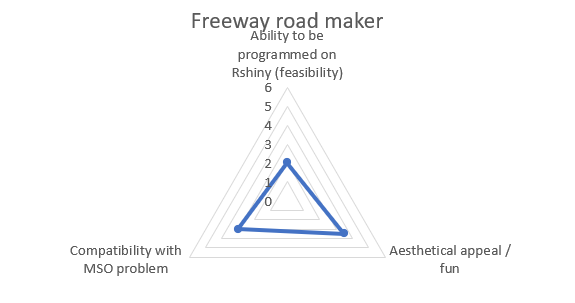 Freeway road maker
Ability to be
programmed on
Rshiny (feasibility)
6
5
4
3
2
1
0
Compatibility with
MSO problem
Aesthetical appeal /
fun